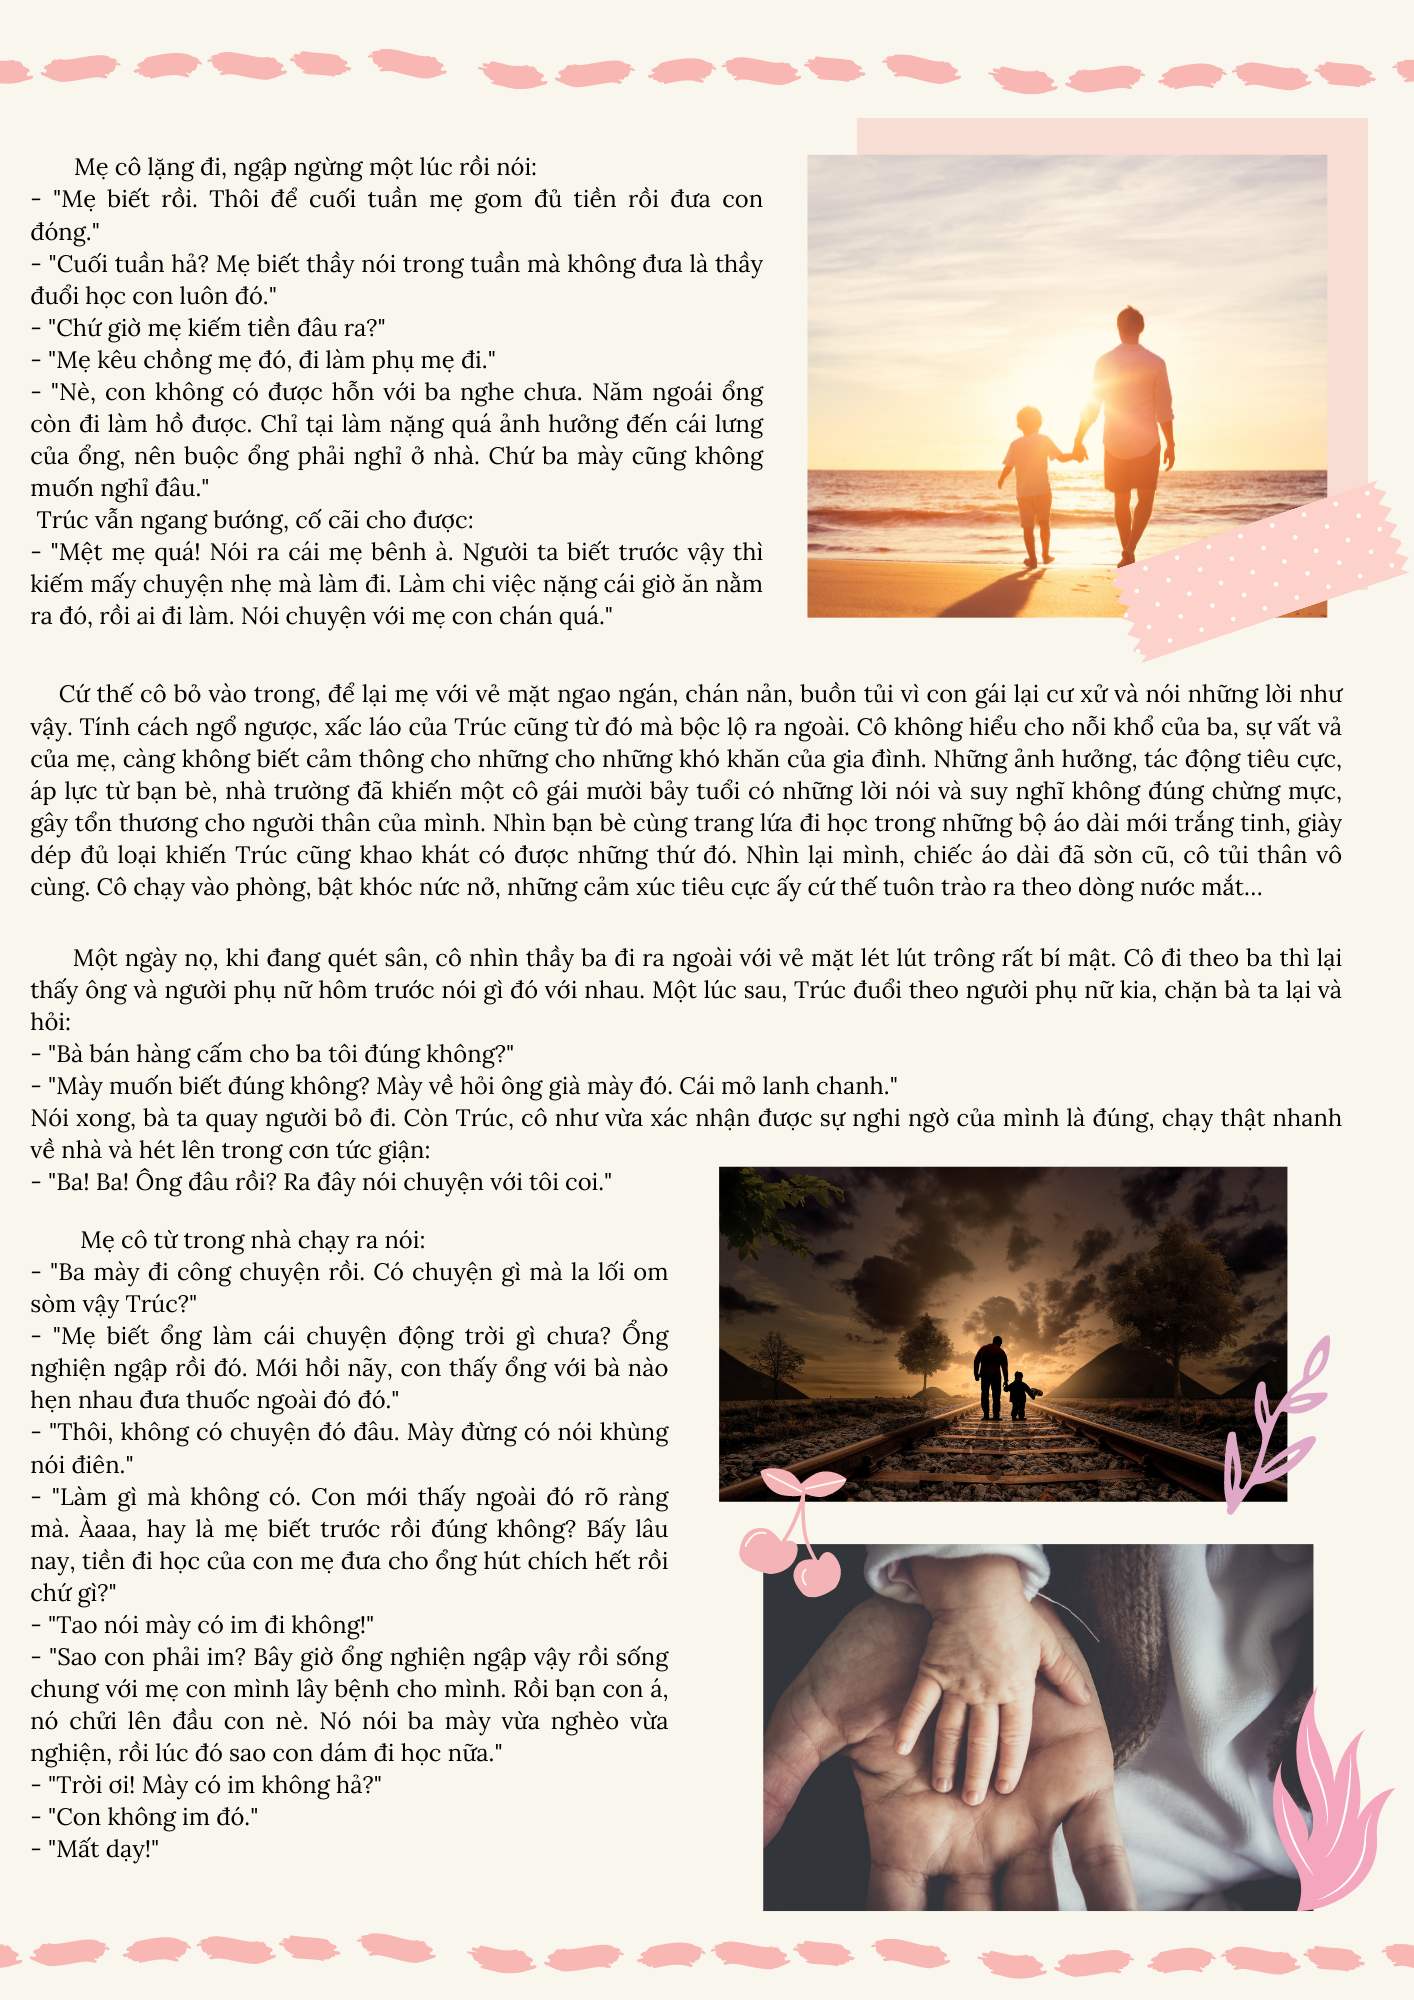 Mẹ cô lặng đi, ngập ngừng một lúc rồi nói:
- "Mẹ biết rồi. Thôi để cuối tuần mẹ gom đủ tiền rồi đưa con
đóng."
- "Cuối tuần hả? Mẹ biết thầy nói trong tuần mà không đưa là thầy
đuổi học con luôn đó."
- "Chứ giờ mẹ kiếm tiền đâu ra?"
- "Mẹ kêu chồng mẹ đó, đi làm phụ mẹ đi."
- "Nè, con không có được hỗn với ba nghe chưa. Năm ngoái ổng
còn đi làm hồ được. Chỉ tại làm nặng quá ảnh hưởng đến cái lưng
của ổng, nên buộc ổng phải nghỉ ở nhà. Chứ ba mày cũng không
muốn nghỉ đâu."
Trúc vẫn ngang bướng, cố cãi cho được:
- "Mệt mẹ quá! Nói ra cái mẹ bênh à. Người ta biết trước vậy thì
kiếm mấy chuyện nhẹ mà làm đi. Làm chi việc nặng cái giờ ăn nằm
ra đó, rồi ai đi làm. Nói chuyện với mẹ con chán quá."
Cứ thế cô bỏ vào trong, để lại mẹ với vẻ mặt ngao ngán, chán nản, buồn tủi vì con gái lại cư xử và nói những lời như
vậy. Tính cách ngổ ngược, xấc láo của Trúc cũng từ đó mà bộc lộ ra ngoài. Cô không hiểu cho nỗi khổ của ba, sự vất vả
của mẹ, càng không biết cảm thông cho những cho những khó khăn của gia đình. Những ảnh hưởng, tác động tiêu cực,
áp lực từ bạn bè, nhà trường đã khiến một cô gái mười bảy tuổi có những lời nói và suy nghĩ không đúng chừng mực,
gây tổn thương cho người thân của mình. Nhìn bạn bè cùng trang lứa đi học trong những bộ áo dài mới trắng tinh, giày
dép đủ loại khiến Trúc cũng khao khát có được những thứ đó. Nhìn lại mình, chiếc áo dài đã sờn cũ, cô tủi thân vô
cùng. Cô chạy vào phòng, bật khóc nức nở, những cảm xúc tiêu cực ấy cứ thế tuôn trào ra theo dòng nước mắt...
Một ngày nọ, khi đang quét sân, cô nhìn thầy ba đi ra ngoài với vẻ mặt lét lút trông rất bí mật. Cô đi theo ba thì lại
thấy ông và người phụ nữ hôm trước nói gì đó với nhau. Một lúc sau, Trúc đuổi theo người phụ nữ kia, chặn bà ta lại và
hỏi:
- "Bà bán hàng cấm cho ba tôi đúng không?"
- "Mày muốn biết đúng không? Mày về hỏi ông già mày đó. Cái mỏ lanh chanh."
Nói xong, bà ta quay người bỏ đi. Còn Trúc, cô như vừa xác nhận được sự nghi ngờ của mình là đúng, chạy thật nhanh
về nhà và hét lên trong cơn tức giận:
- "Ba! Ba! Ông đâu rồi? Ra đây nói chuyện với tôi coi."
Mẹ cô từ trong nhà chạy ra nói:
- "Ba mày đi công chuyện rồi. Có chuyện gì mà la lối om
sòm vậy Trúc?"
- "Mẹ biết ổng làm cái chuyện động trời gì chưa? Ổng
nghiện ngập rồi đó. Mới hồi nãy, con thấy ổng với bà nào
hẹn nhau đưa thuốc ngoài đó đó."
- "Thôi, không có chuyện đó đâu. Mày đừng có nói khùng
nói điên."
- "Làm gì mà không có. Con mới thấy ngoài đó rõ ràng
mà. Àaaa, hay là mẹ biết trước rồi đúng không? Bấy lâu
nay, tiền đi học của con mẹ đưa cho ổng hút chích hết rồi
chứ gì?"
- "Tao nói mày có im đi không!"
- "Sao con phải im? Bây giờ ổng nghiện ngập vậy rồi sống
chung với mẹ con mình lây bệnh cho mình. Rồi bạn con á,
nó chửi lên đầu con nè. Nó nói ba mày vừa nghèo vừa
nghiện, rồi lúc đó sao con dám đi học nữa."
- "Trời ơi! Mày có im không hả?"
- "Con không im đó."
- "Mất dạy!"